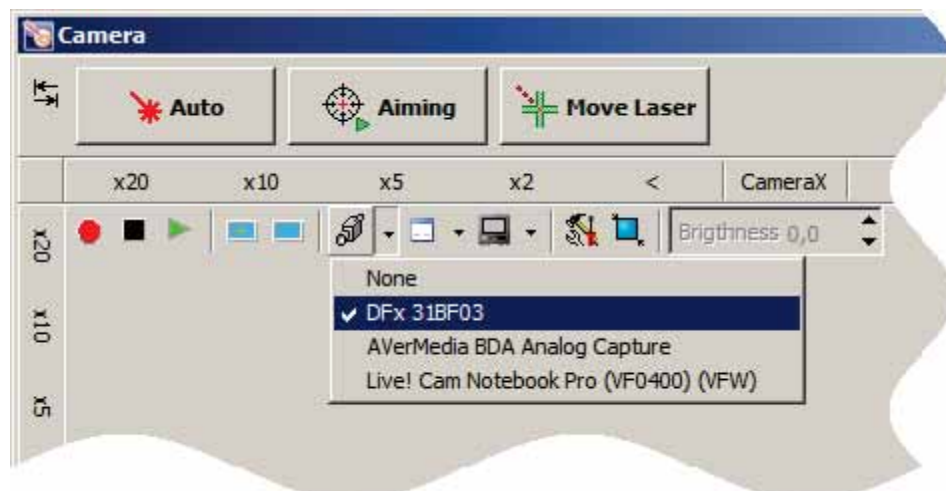 Camera
Auto Aiming Move Laser
x20 x10 x5 x2 < CameraX
x20 Brigthness 0,0
None
x10 DFx 31BF03
AVerMedia BDA Analog Capture
Live! Cam Notebook Pro (VF0400) (VFW)
x5